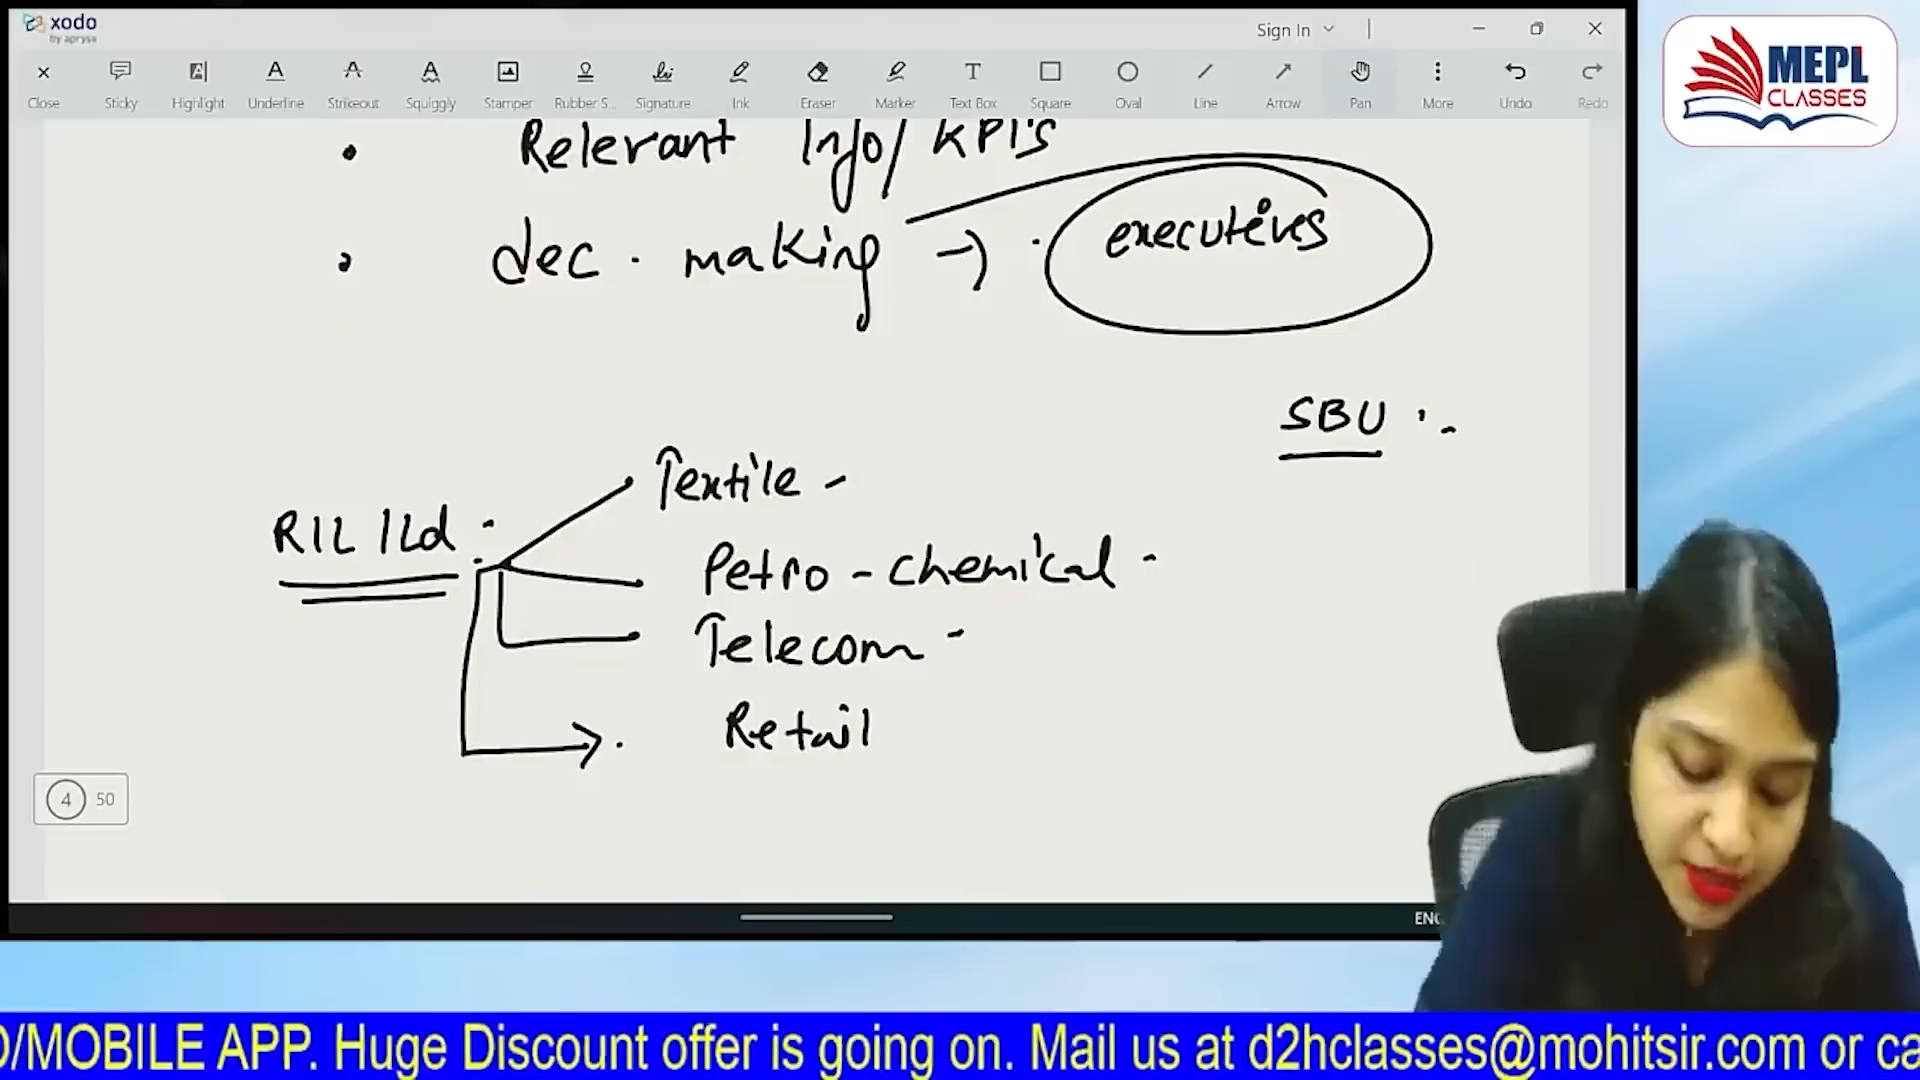 xodo
by apryse
Sign In
Close Sticky Highlight Underline Strikeout Squiggly Stamper Rubber S... Signature Ink Eraser Marker Text Box Square Oval Line Arrow Pan More Undo Redo
MEPL
CLASSES
• Relevant Info/ KPI's
• dec. making → executives
SBU :-
RIL Ltd.
Textile -
Petro - Chemical -
Telecom -
Retail
4 50
ENG
D/MOBILE APP. Huge Discount offer is going on. Mail us at d2hclasses@mohitsir.com or ca